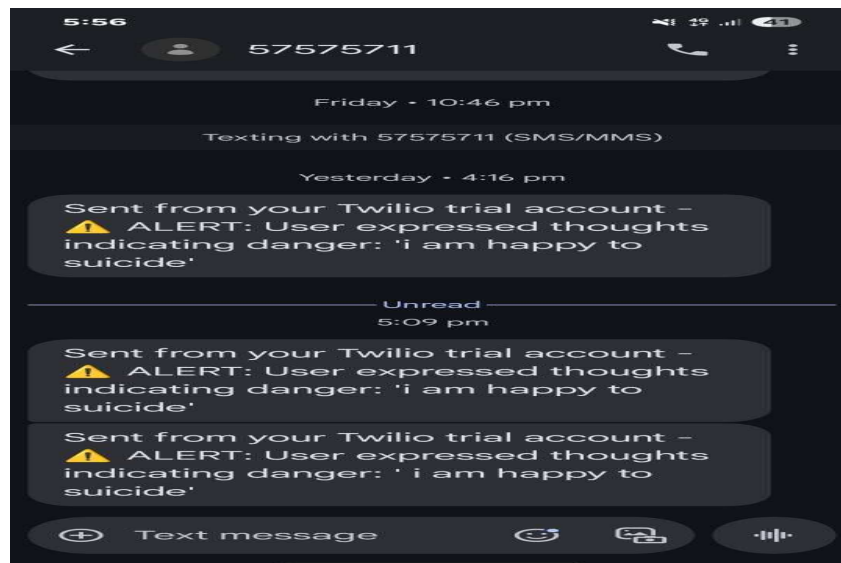 5:56
4G 41
57575711
Friday • 10:46 pm
Texting with 57575711 (SMS/MMS)
Yesterday • 4:16 pm
Sent from your Twilio trial account -
⚠️ ALERT: User expressed thoughts
indicating danger: 'i am happy to
suicide'
Unread
5:09 pm
Sent from your Twilio trial account -
⚠️ ALERT: User expressed thoughts
indicating danger: 'i am happy to
suicide'
Sent from your Twilio trial account -
⚠️ ALERT: User expressed thoughts
indicating danger: ' i am happy to
suicide'
Text message